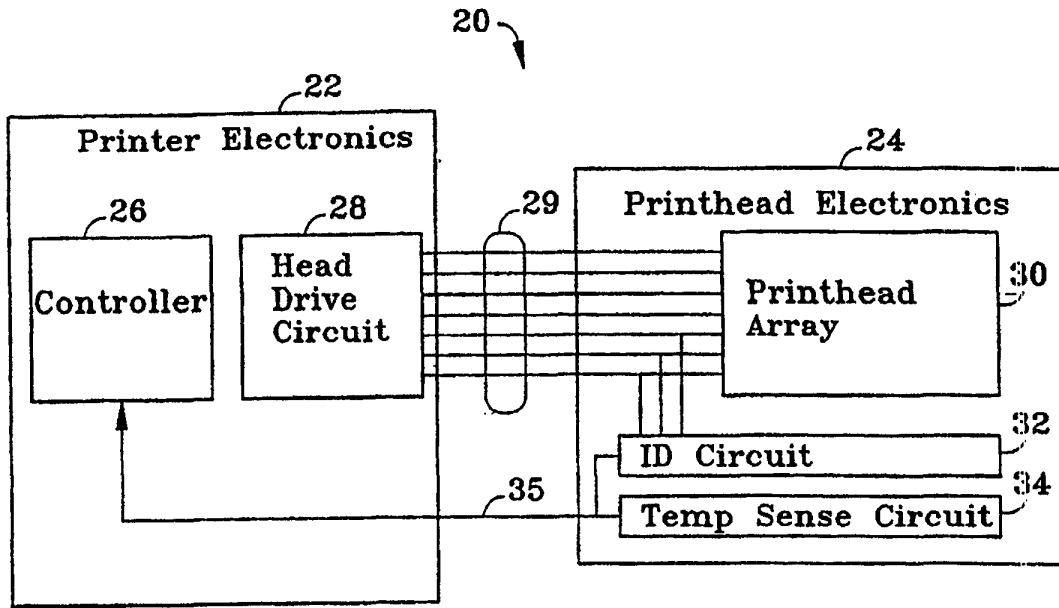 20
22
Printer Electronics
24
Printhead Electronics
26
28
29
30
Controller
Head
Drive
Circuit
Printhead
Array
32
ID Circuit
34
35
Temp Sense Circuit